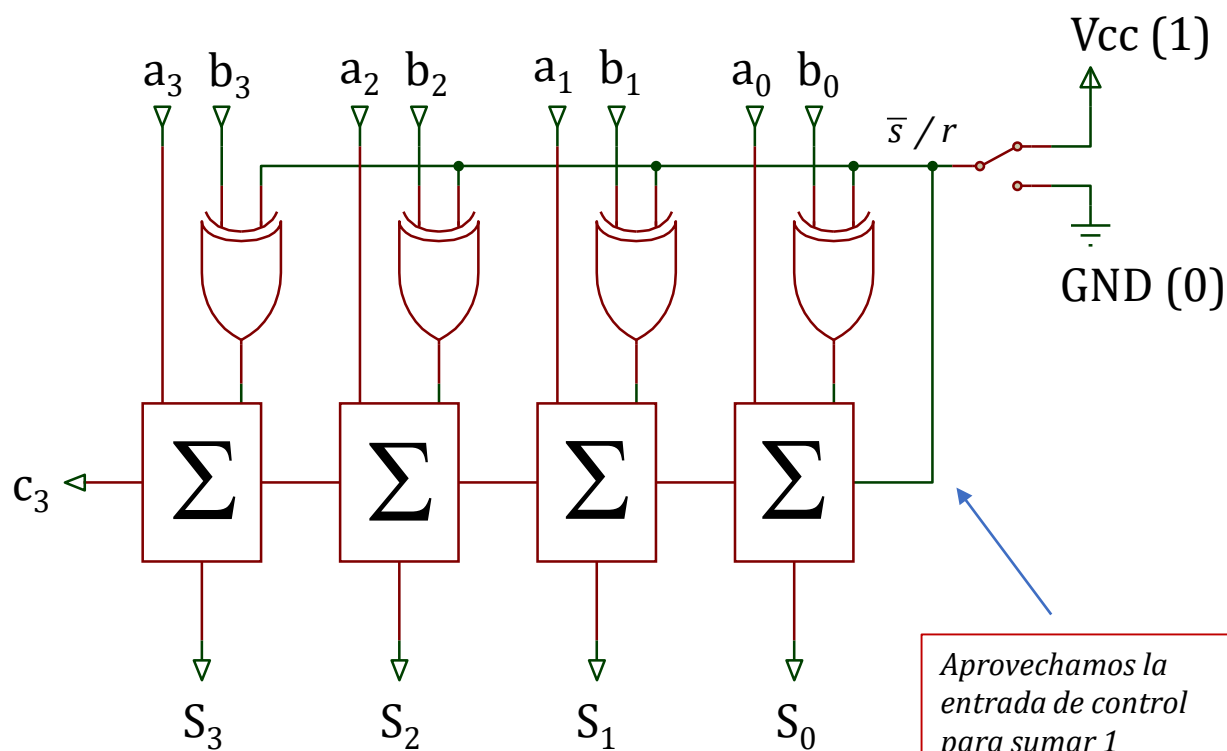 Vcc (1)
a₃ b₃ a₂ b₂ a₁ b₁ a₀ b₀
s̅ / r
GND (0)
Σ Σ Σ Σ
c₃
S₃ S₂ S₁ S₀
Aprovechamos la
entrada de control
para sumar 1